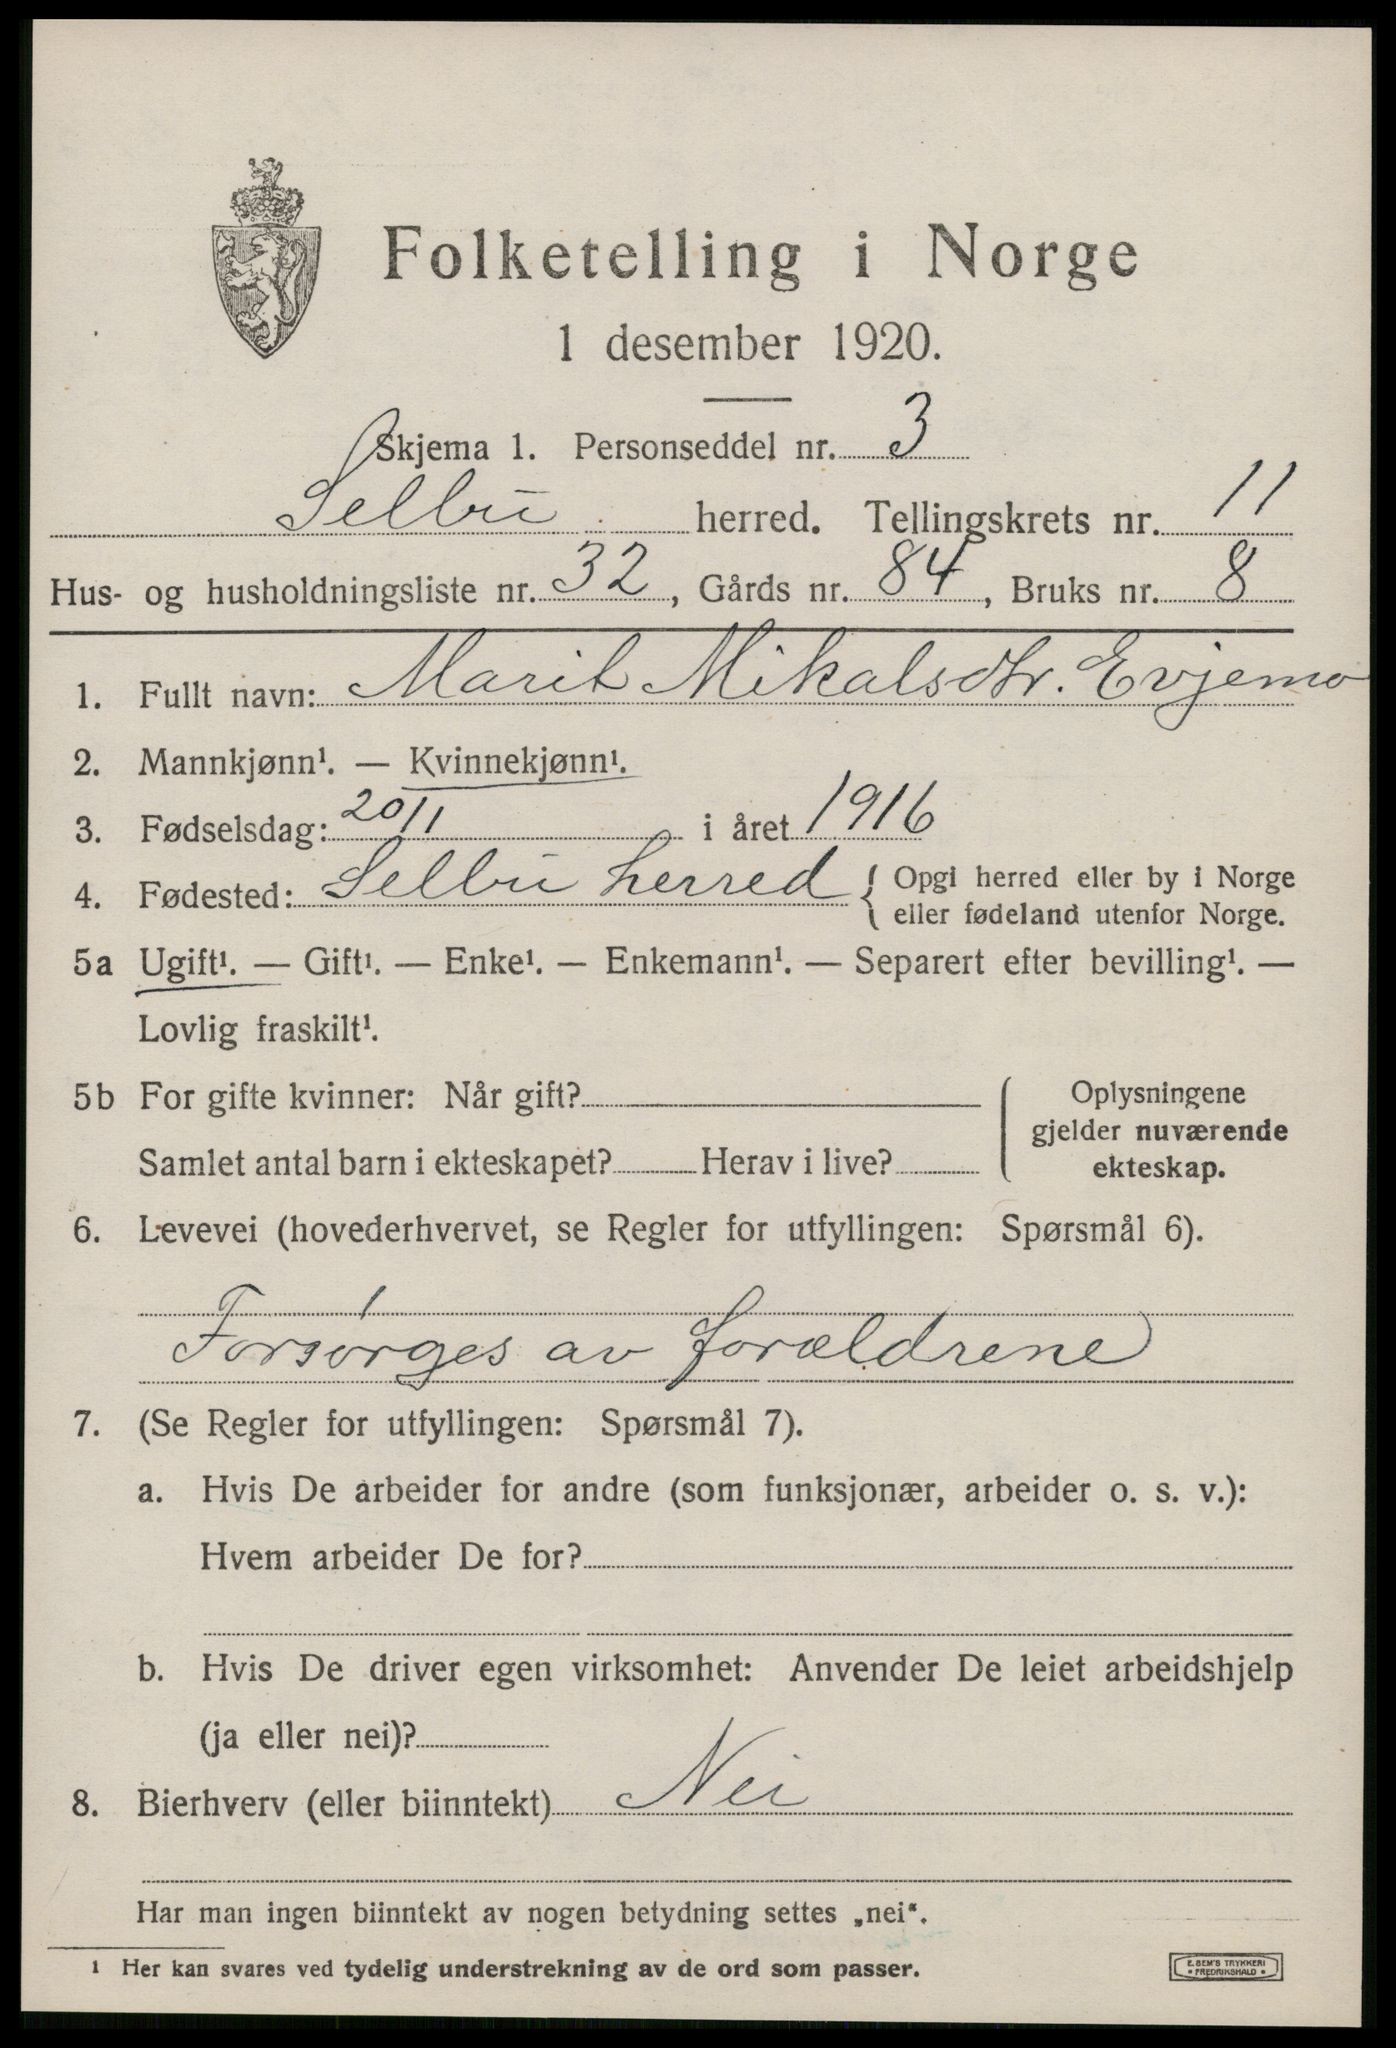 Folketelling i Norge
1 desember 1920.
Skjema 1. Personseddel nr. 3
Selbu herred. Tellingskrets nr. 11
Hus- og husholdningsliste nr. 32, Gårds nr. 84, Bruks nr. 8
1. Fullt navn: Marit Mikalsdtr. Evjemo
2. Mannkjønn¹. — Kvinnekjønn¹.
3. Fødselsdag: 20/1 i året 1916
4. Fødested: Selbu herred { Opgi herred eller by i Norge
eller fødeland utenfor Norge.
5a Ugift¹. — Gift¹. — Enke¹. — Enkemann¹. — Separert efter bevilling¹. —
Lovlig fraskilt¹.
5b For gifte kvinner: Når gift?
Samlet antal barn i ekteskapet? Herav i live?
Oplysningene
gjelder nuværende
ekteskap.
6. Levevei (hovederhvervet, se Regler for utfyllingen: Spørsmål 6).
Forsørges av forældrene
7. (Se Regler for utfyllingen: Spørsmål 7).
a. Hvis De arbeider for andre (som funksjonær, arbeider o. s. v.):
Hvem arbeider De for?
b. Hvis De driver egen virksomhet: Anvender De leiet arbeidshjelp
(ja eller nei)?
8. Bierhverv (eller biinntekt) Nei
Har man ingen biinntekt av nogen betydning settes „nei“.
¹ Her kan svares ved tydelig understrekning av de ord som passer.
E. SEM'S TRYKKERI
• FREDRIKSHALD •